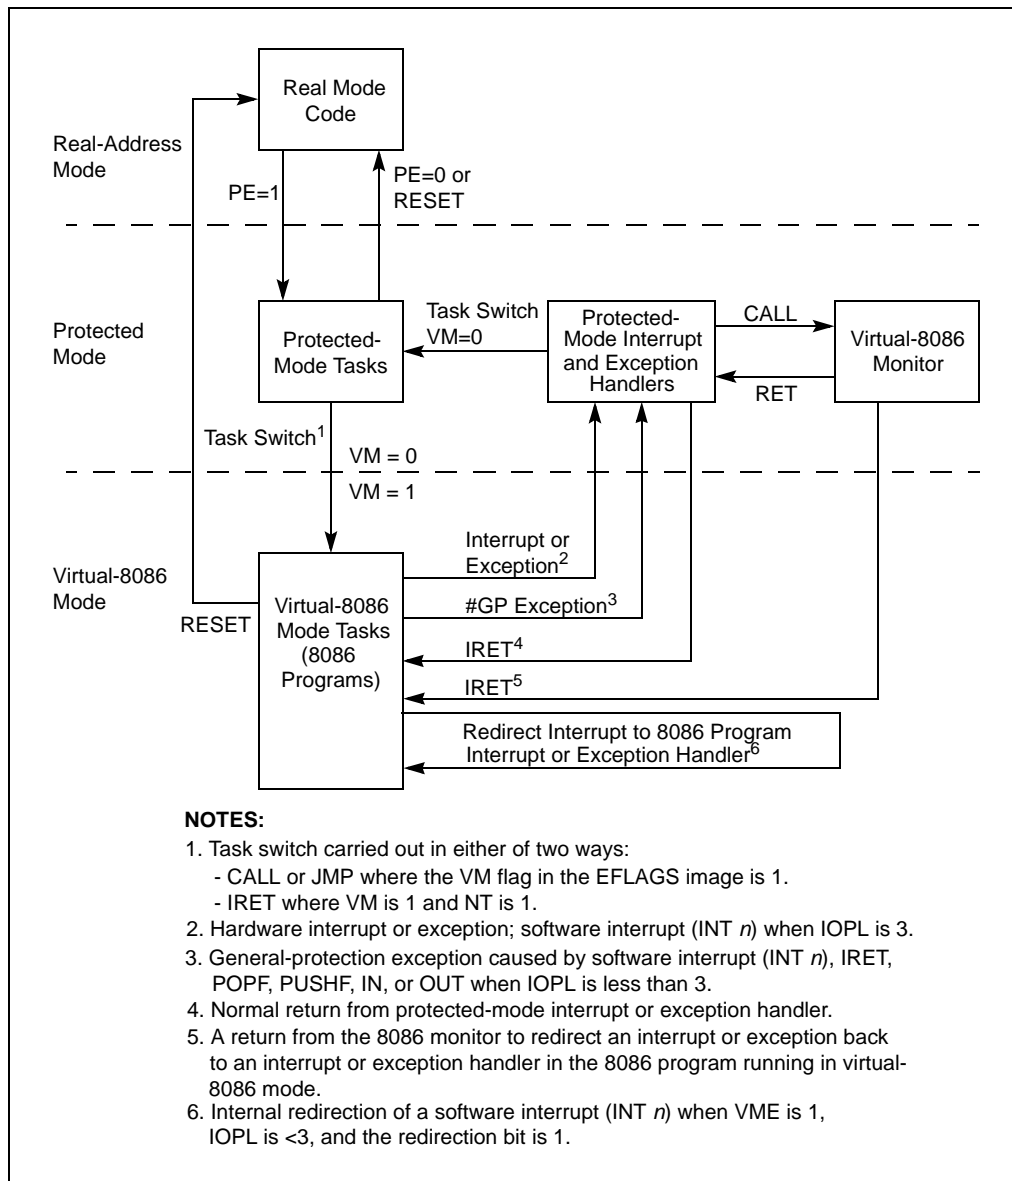 Real Mode
Code
Real-Address
Mode
PE=1
PE=0 or
RESET
Protected
Mode
Protected-
Mode Tasks
Task Switch
VM=0
Protected-
Mode Interrupt
and Exception
Handlers
CALL
RET
Virtual-8086
Monitor
Task Switch1
VM = 0
VM = 1
Virtual-8086
Mode
RESET
Virtual-8086
Mode Tasks
(8086
Programs)
Interrupt or
Exception2
#GP Exception3
IRET4
IRET5
Redirect Interrupt to 8086 Program
Interrupt or Exception Handler6
NOTES:
1. Task switch carried out in either of two ways:
- CALL or JMP where the VM flag in the EFLAGS image is 1.
- IRET where VM is 1 and NT is 1.
2. Hardware interrupt or exception; software interrupt (INT n) when IOPL is 3.
3. General-protection exception caused by software interrupt (INT n), IRET,
POPF, PUSHF, IN, or OUT when IOPL is less than 3.
4. Normal return from protected-mode interrupt or exception handler.
5. A return from the 8086 monitor to redirect an interrupt or exception back
to an interrupt or exception handler in the 8086 program running in virtual-
8086 mode.
6. Internal redirection of a software interrupt (INT n) when VME is 1,
IOPL is <3, and the redirection bit is 1.